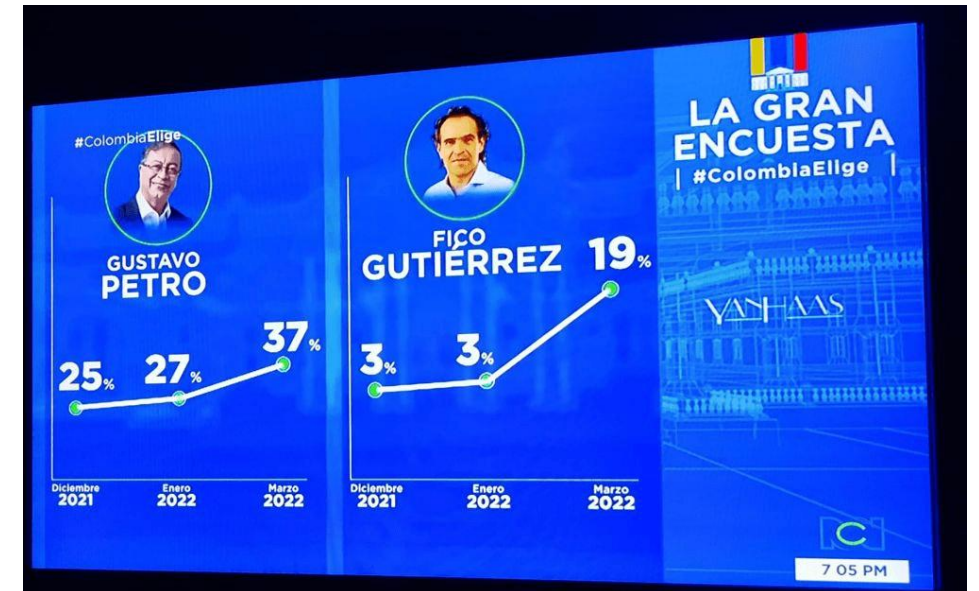 #ColombiaElige
GUSTAVO
PETRO
25%
27%
37%
Diciembre
2021
Enero
2022
Marzo
2022
FICO
GUTIÉRREZ
3%
3%
19%
Diciembre
2021
Enero
2022
Marzo
2022
LA GRAN
ENCUESTA
| #ColombiaElige |
YANHAAS
RCN
7 05 PM